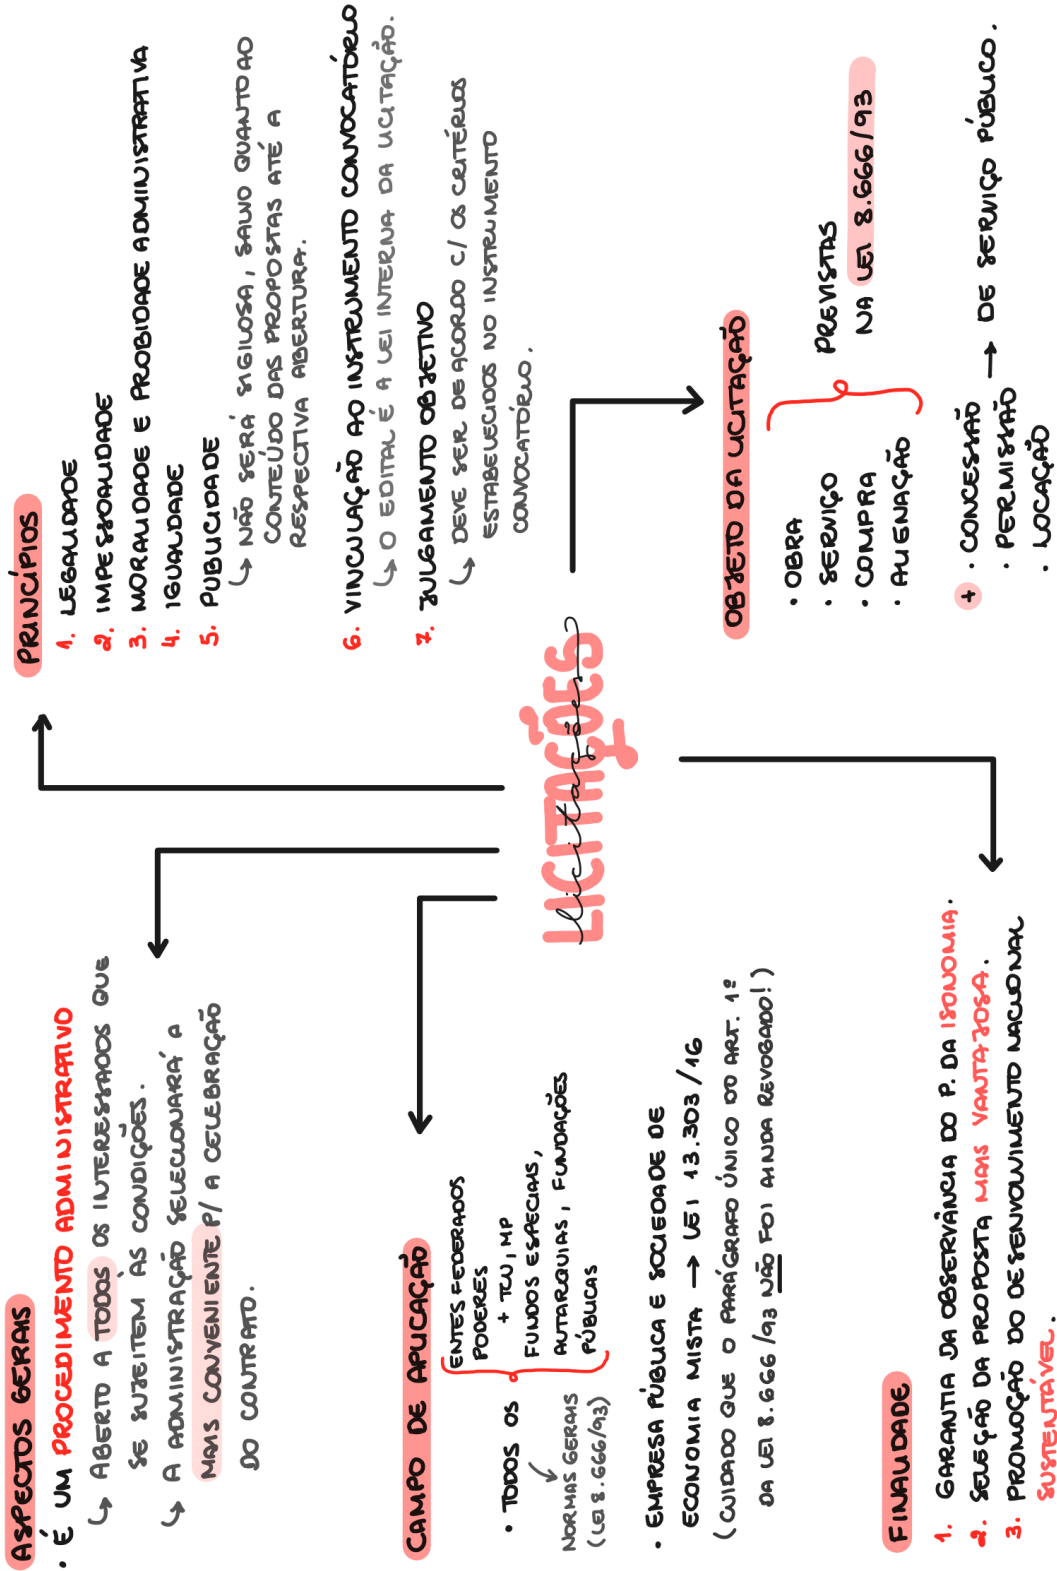 ASPECTOS GERAIS
• É UM PROCEDIMENTO ADMINISTRATIVO
↳ ABERTO A TODOS OS INTERESSADOS QUE
SE SUJEITEM ÀS CONDIÇÕES.
↳ A ADMINISTRAÇÃO SELECIONARÁ A
MAIS CONVENIENTE P/ A CELEBRAÇÃO
DO CONTRATO.
PRINCÍPIOS
1. LEGALIDADE
2. IMPESSOALIDADE
3. MORALIDADE E PROBIDADE ADMINISTRATIVA
4. IGUALDADE
5. PUBLICIDADE
↳ NÃO SERÁ SIGILOSA, SALVO QUANTO AO
CONTEÚDO DAS PROPOSTAS ATÉ A
RESPECTIVA ABERTURA.
6. VINCULAÇÃO AO INSTRUMENTO CONVOCATÓRIO
↳ O EDITAL É A LEI INTERNA DA LICITAÇÃO.
7. JULGAMENTO OBJETIVO
↳ DEVE SER DE ACORDO C/ OS CRITÉRIOS
ESTABELECIDOS NO INSTRUMENTO
CONVOCATÓRIO.
LICITAÇÕES
Licitações
CAMPO DE APLICAÇÃO
• TODOS OS
ENTES FEDERADOS
PODERES
+ TCU, MP
FUNDOS ESPECIAIS,
AUTARQUIAS, FUNDAÇÕES
PÚBLICAS
NORMAS GERAIS
(LEI 8.666/93)
• EMPRESA PÚBLICA E SOCIEDADE DE
ECONOMIA MISTA → LEI 13.303/16
(CUIDADO QUE O PARÁGRAFO ÚNICO DO ART. 1º
DA LEI 8.666/93 NÃO FOI AINDA REVOGADO!)
OBJETO DA LICITAÇÃO
• OBRA
• SERVIÇO
• COMPRA
• ALIENAÇÃO
PREVISTAS
NA LEI 8.666/93
+ • CONCESSÃO
• PERMISSÃO → DE SERVIÇO PÚBLICO.
• LOCAÇÃO
FINALIDADE
1. GARANTIA DA OBSERVÂNCIA DO P. DA ISONOMIA.
2. SELEÇÃO DA PROPOSTA MAIS VANTAJOSA.
3. PROMOÇÃO DO DESENVOLVIMENTO NACIONAL
SUSTENTÁVEL.